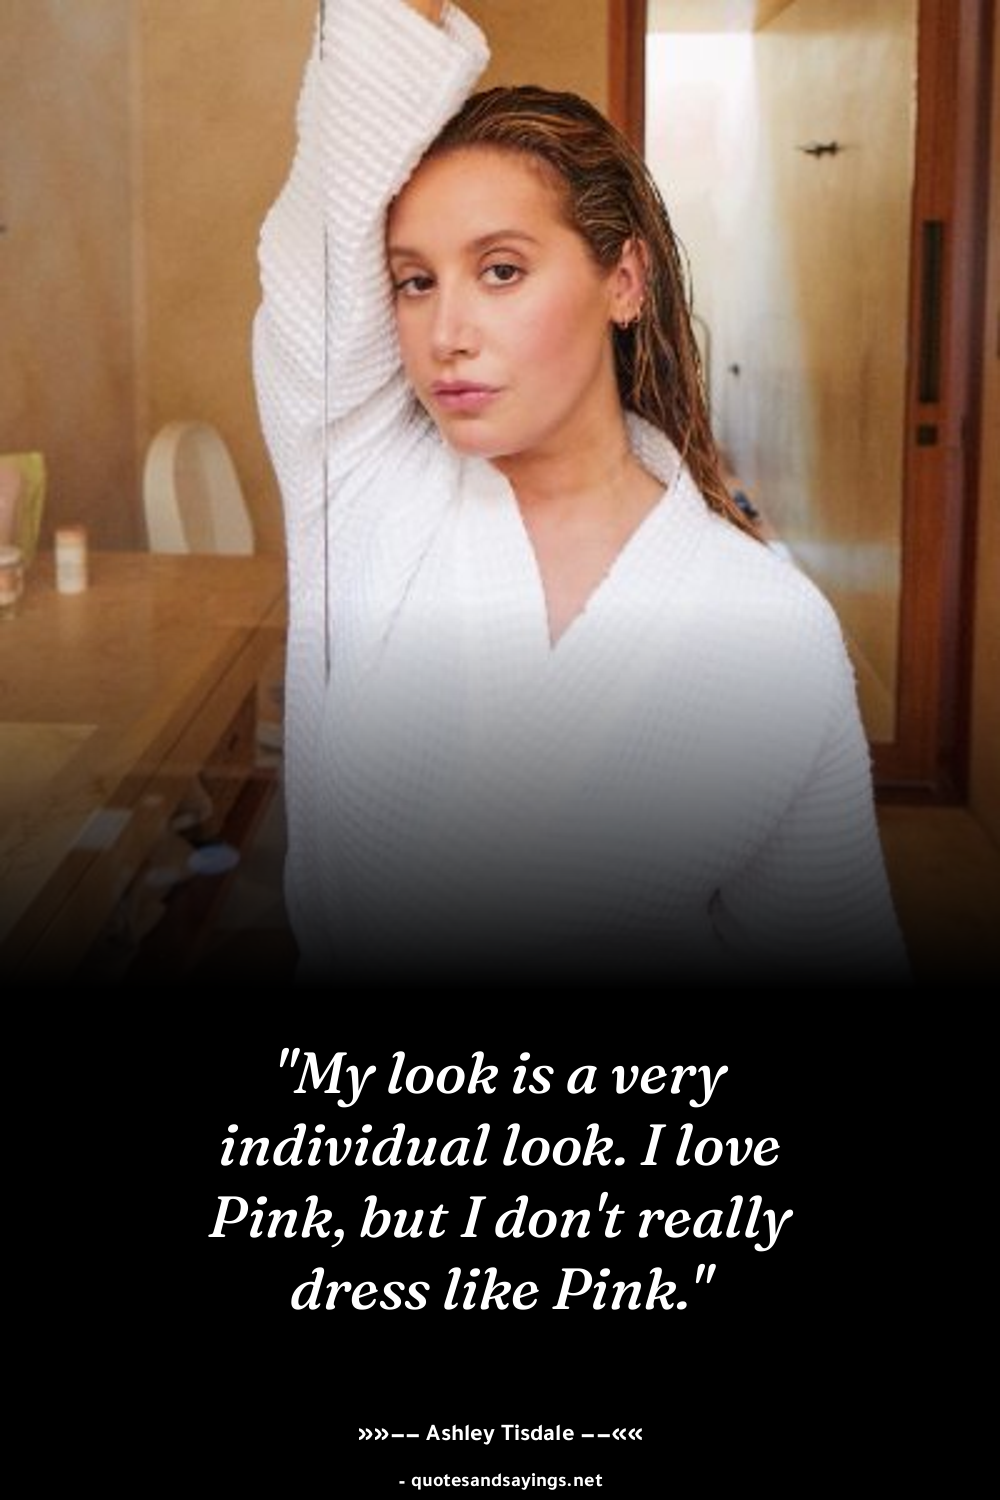 "My look is a very
individual look. I love
Pink, but I don't really
dress like Pink."
»»–– Ashley Tisdale ––««
- quotesandsayings.net